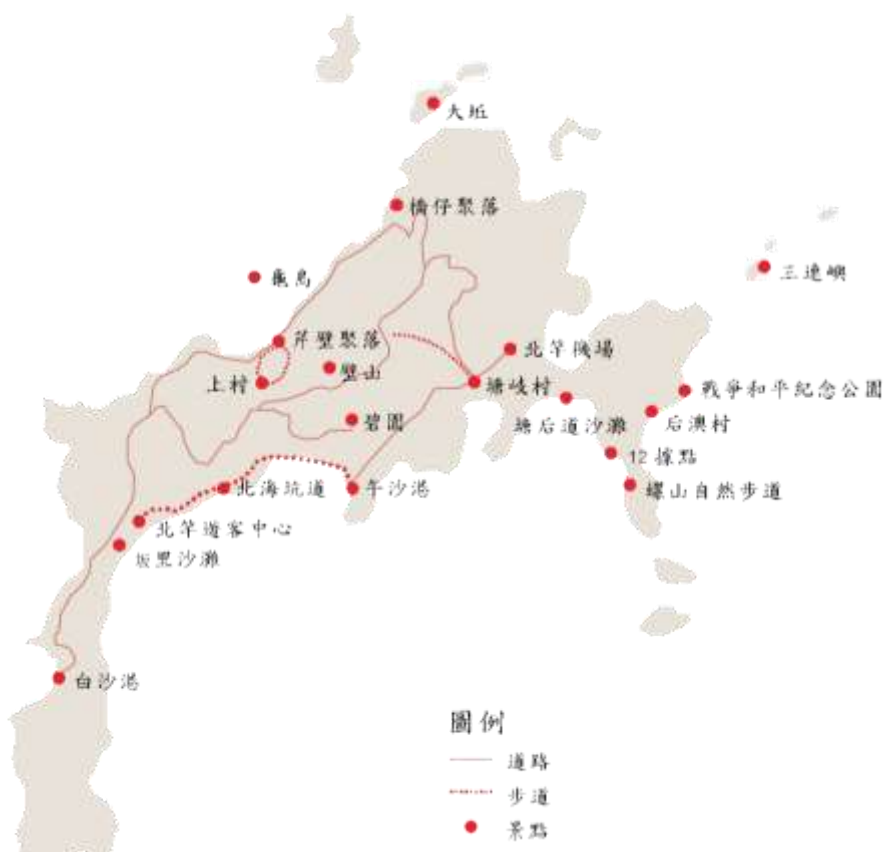 大坵
橋仔聚落
龜島
三連嶼
芹壁聚落
北竿機場
壁山
上村
塘岐村
戰爭和平紀念公園
塘后道沙灘
后澳村
碧園
12據點
北海坑道
午沙港
螺山自然步道
北竿遊客中心
坂里沙灘
白沙港
圖例
道路
步道
景點